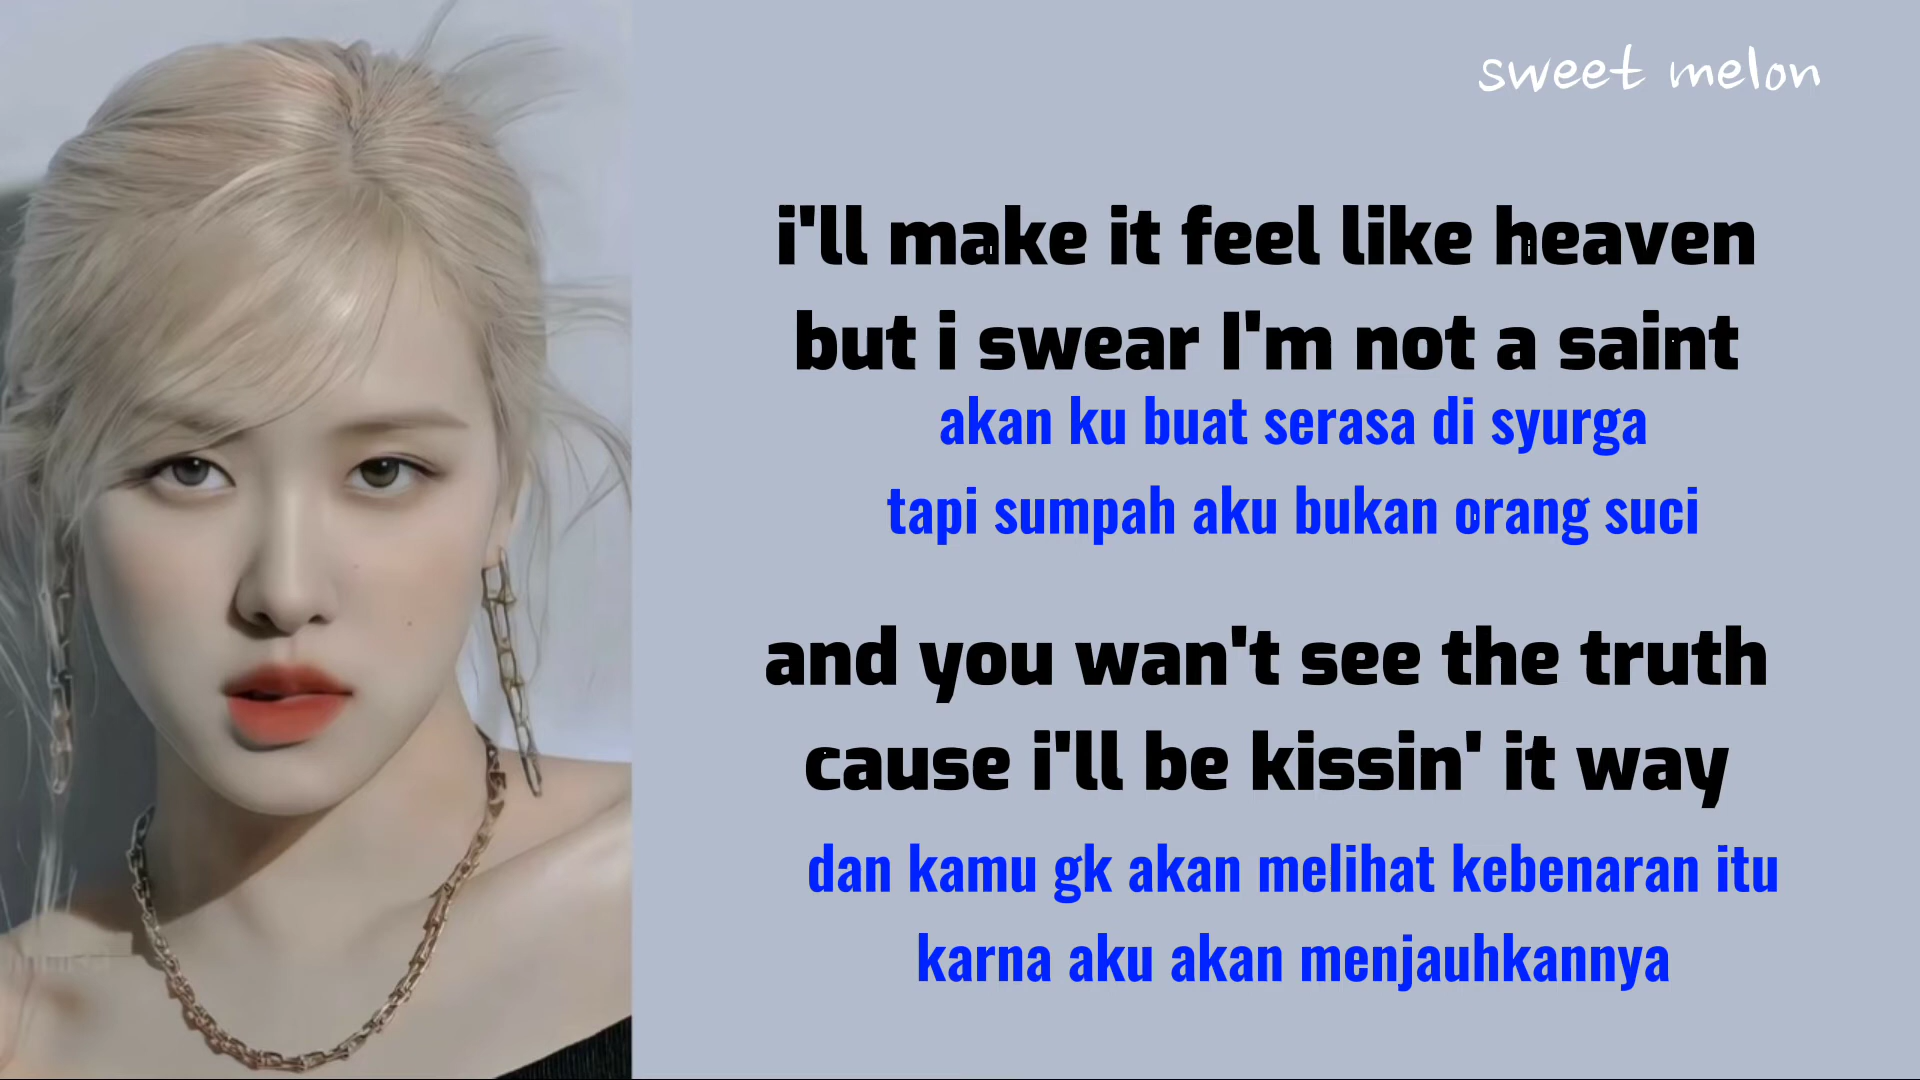 sweet melon
i'll make it feel like heaven
but i swear I'm not a saint
akan ku buat serasa di syurga
tapi sumpah aku bukan orang suci
and you wan't see the truth
cause i'll be kissin' it way
dan kamu gk akan melihat kebenaran itu
karna aku akan menjauhkannya